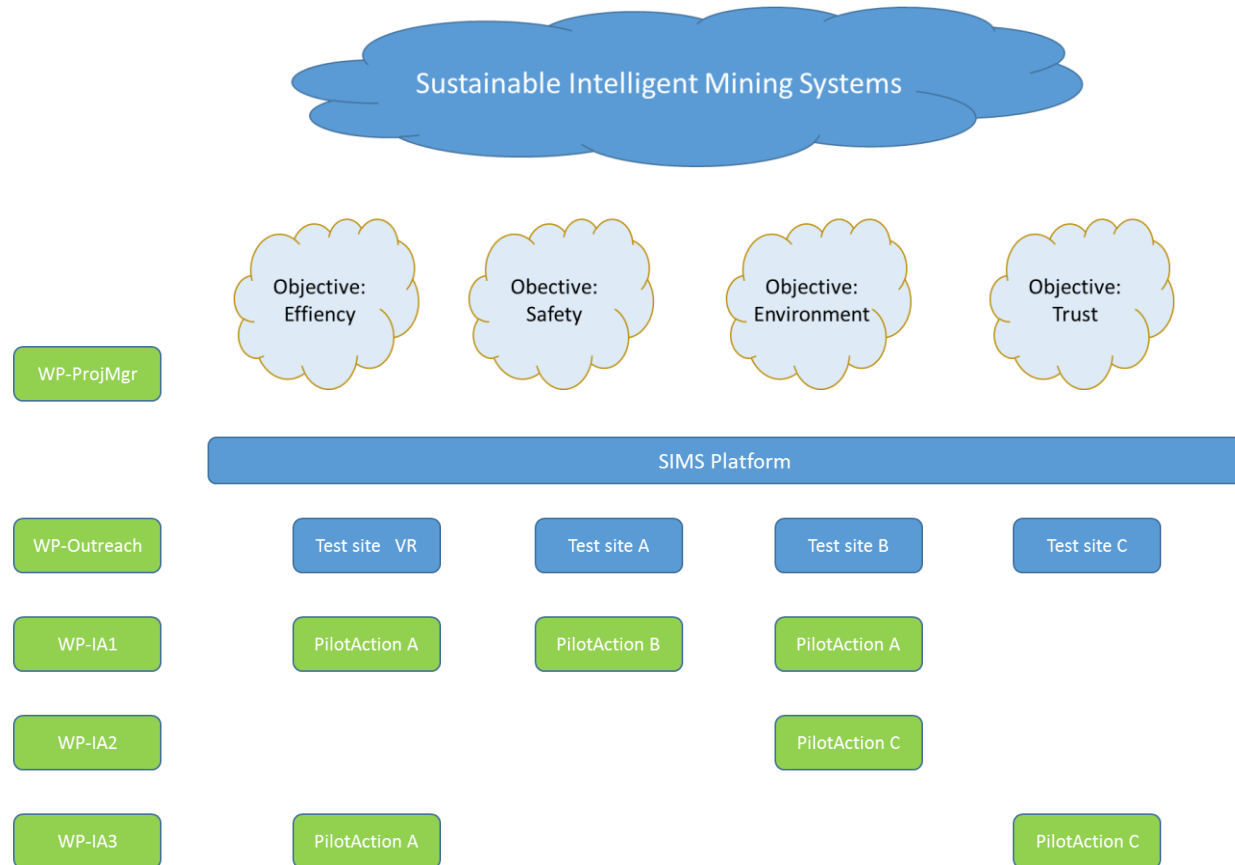 Sustainable Intelligent Mining Systems
Objective:
Effiency
Obective:
Safety
Objective:
Environment
Objective:
Trust
WP-ProjMgr
SIMS Platform
WP-Outreach
Test site VR
Test site A
Test site B
Test site C
WP-IA1
PilotAction A
PilotAction B
PilotAction A
WP-IA2
PilotAction C
WP-IA3
PilotAction A
PilotAction C